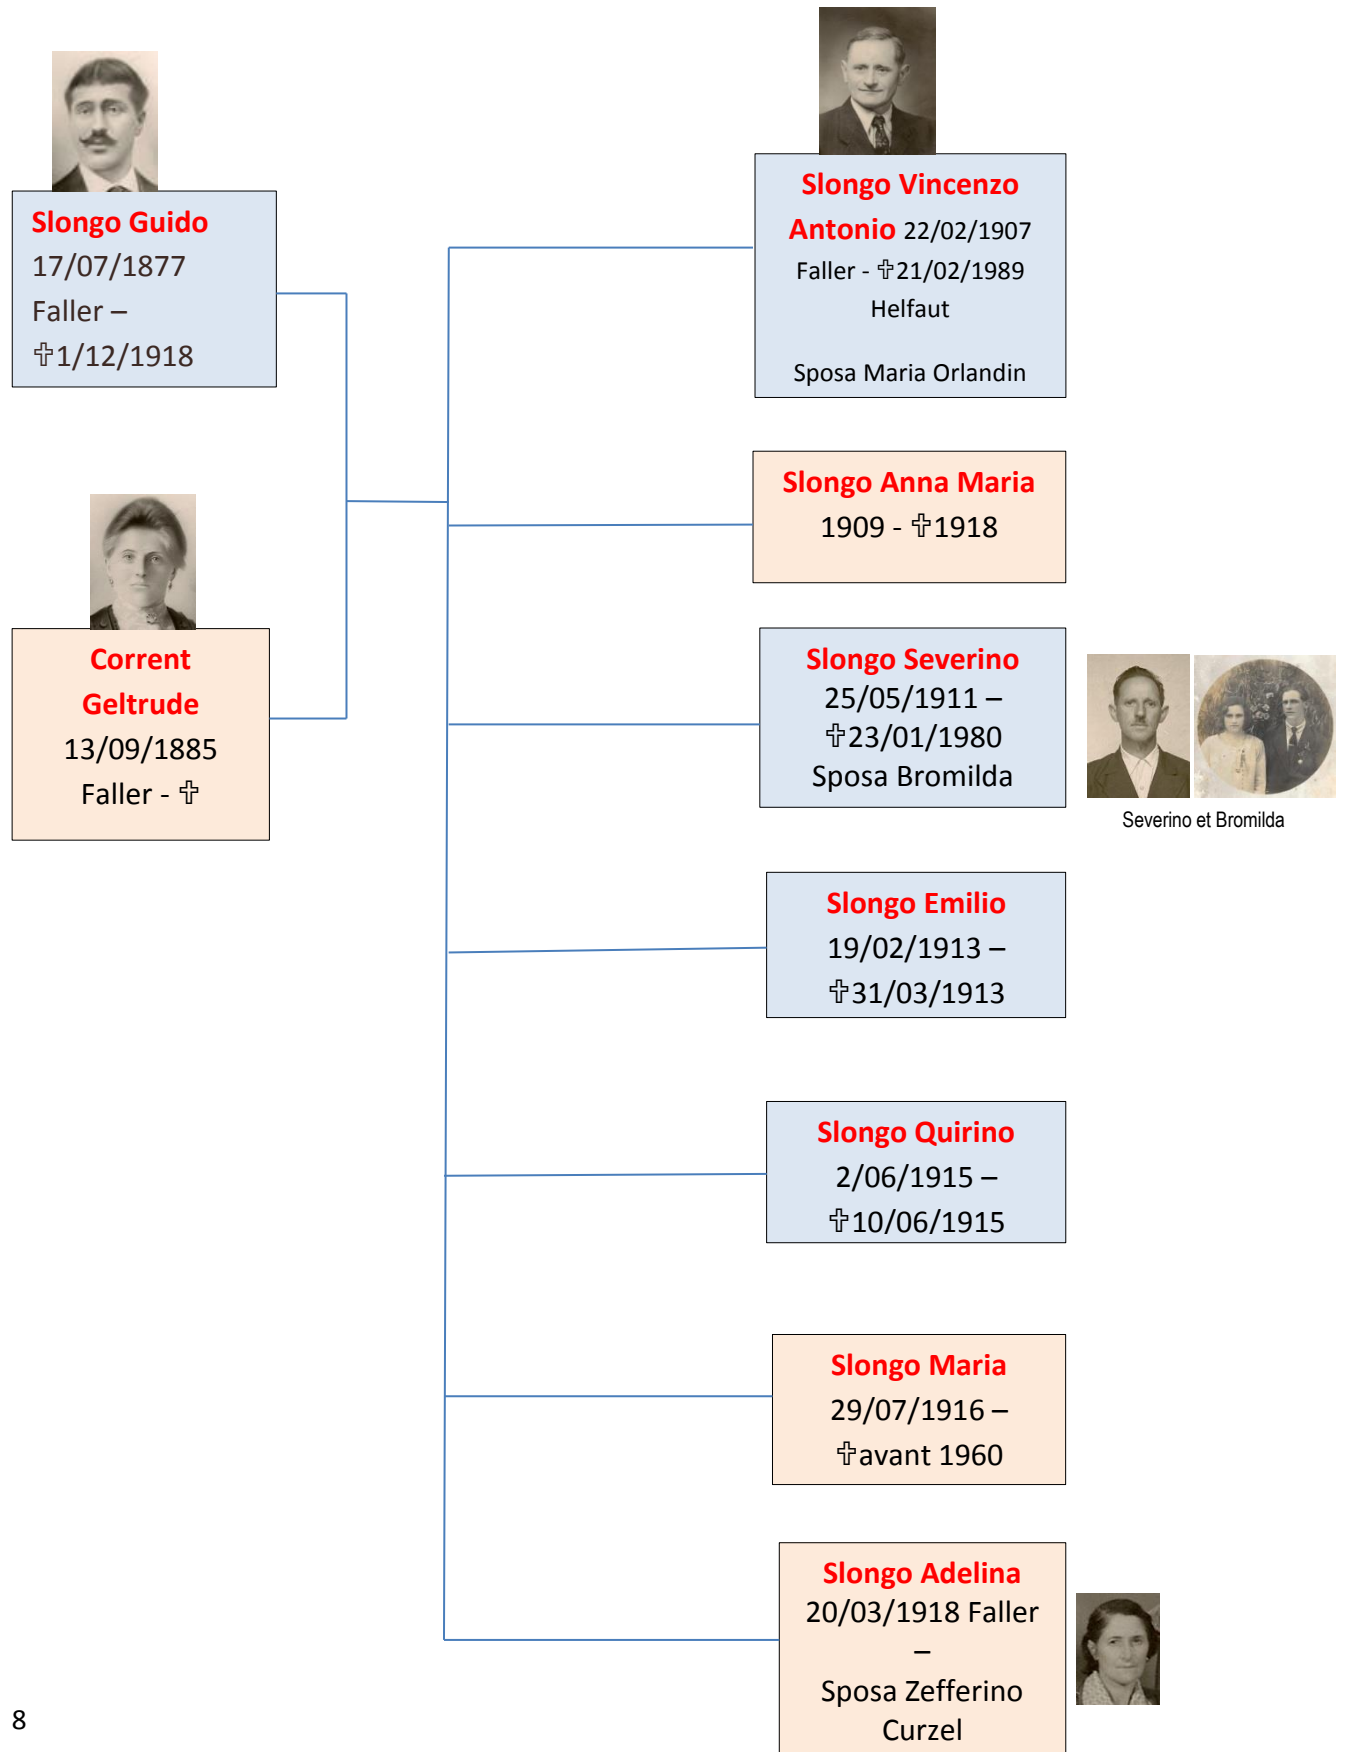 Slongo Guido
17/07/1877
Faller –
✞1/12/1918
Corrent
Geltrude
13/09/1885
Faller - ✞
Slongo Vincenzo
Antonio 22/02/1907
Faller - ✞21/02/1989
Helfaut
Sposa Maria Orlandin
Slongo Anna Maria
1909 - ✞1918
Slongo Severino
25/05/1911 –
✞23/01/1980
Sposa Bromilda
Severino et Bromilda
Slongo Emilio
19/02/1913 –
✞31/03/1913
Slongo Quirino
2/06/1915 –
✞10/06/1915
Slongo Maria
29/07/1916 –
✞avant 1960
Slongo Adelina
20/03/1918 Faller
–
Sposa Zefferino
Curzel
8